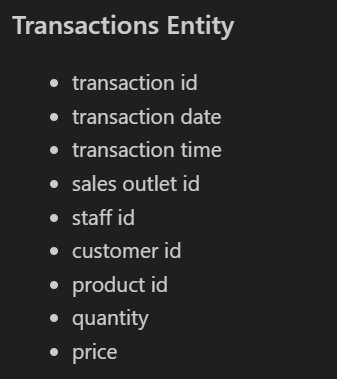 Transactions Entity
• transaction id
• transaction date
• transaction time
• sales outlet id
• staff id
• customer id
• product id
• quantity
• price